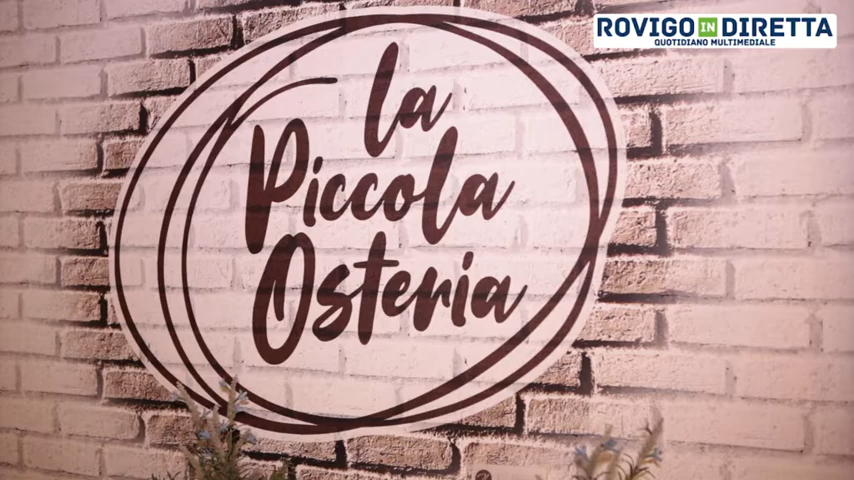 ROVIGO IN DIRETTA
QUOTIDIANO MULTIMEDIALE
la
Piccola
Osteria